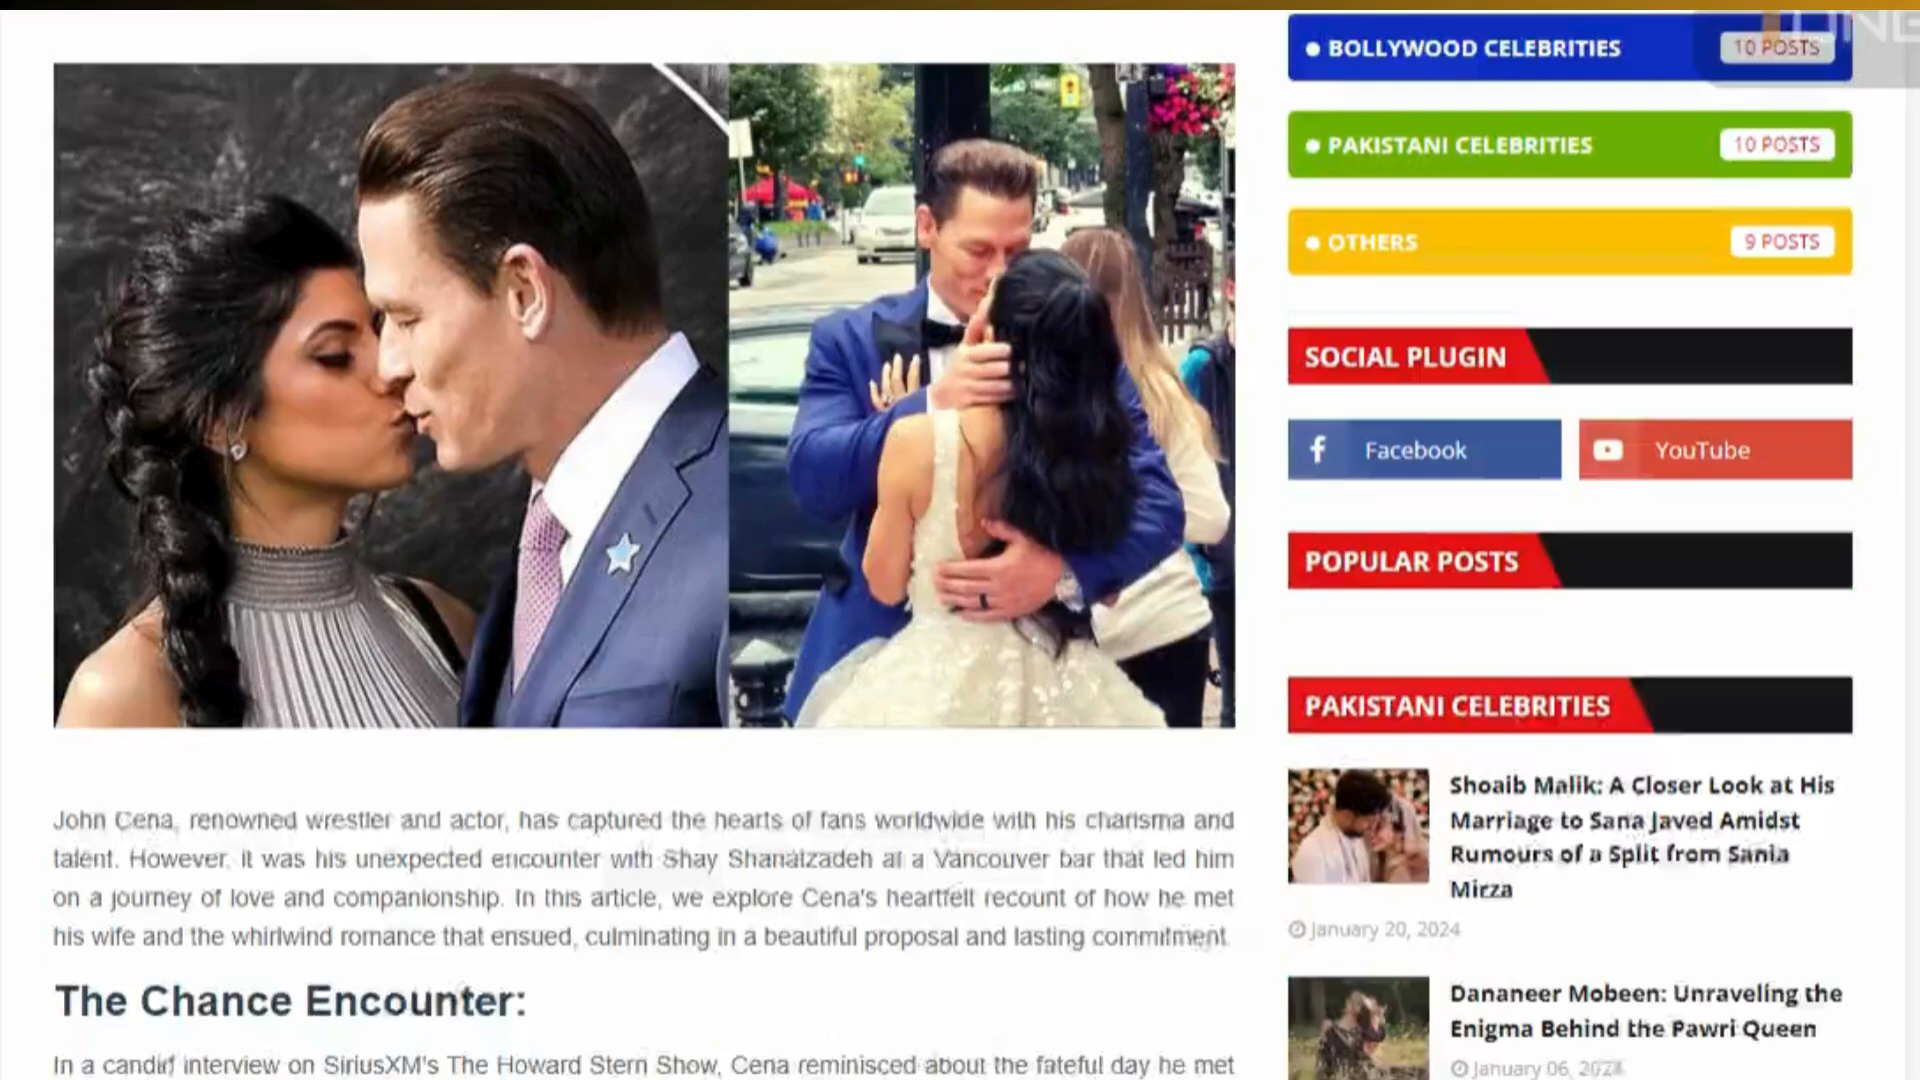 BOLLYWOOD CELEBRITIES 10 POSTS
PAKISTANI CELEBRITIES 10 POSTS
OTHERS 9 POSTS
SOCIAL PLUGIN
Facebook YouTube
POPULAR POSTS
PAKISTANI CELEBRITIES
Shoaib Malik: A Closer Look at His
Marriage to Sana Javed Amidst
Rumours of a Split from Sania
Mirza
January 20, 2024
Dananeer Mobeen: Unraveling the
Enigma Behind the Pawri Queen
January 06, 2024
John Cena, renowned wrestler and actor, has captured the hearts of fans worldwide with his charisma and
talent. However, it was his unexpected encounter with Shay Shariatzadeh at a Vancouver bar that led him
on a journey of love and companionship. In this article, we explore Cena's heartfelt recount of how he met
his wife and the whirlwind romance that ensued, culminating in a beautiful proposal and lasting commitment.
The Chance Encounter:
In a candid interview on SiriusXM's The Howard Stern Show, Cena reminisced about the fateful day he met